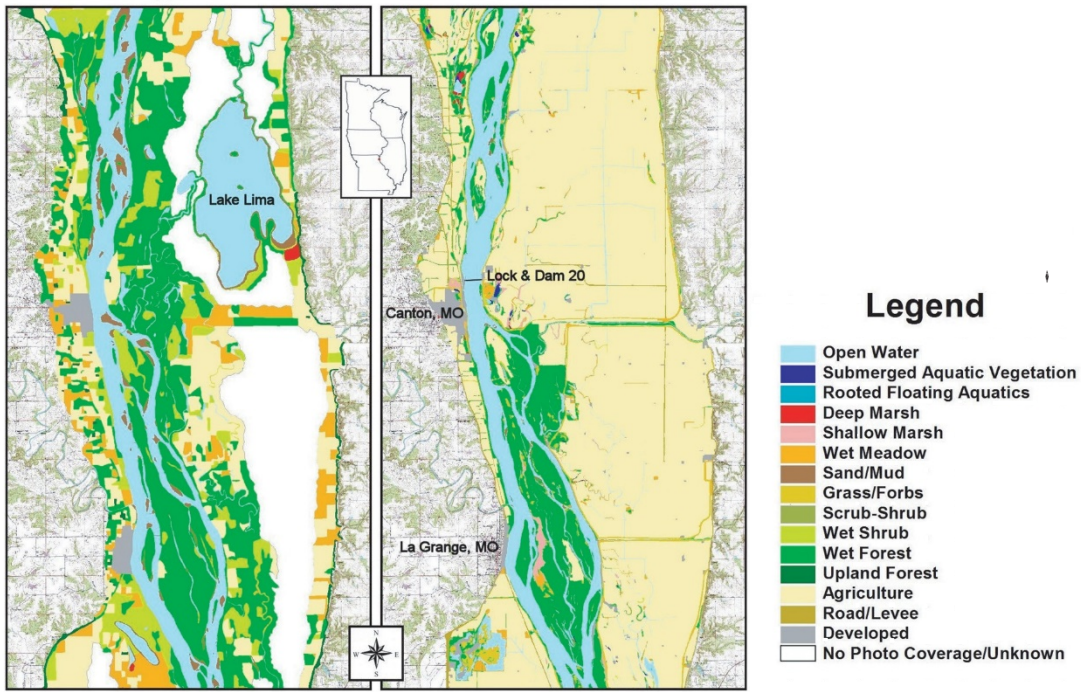 Lake Lima
Lock & Dam 20
Canton, MO
La Grange, MO
N
W E
S
Legend
Open Water
Submerged Aquatic Vegetation
Rooted Floating Aquatics
Deep Marsh
Shallow Marsh
Wet Meadow
Sand/Mud
Grass/Forbs
Scrub-Shrub
Wet Shrub
Wet Forest
Upland Forest
Agriculture
Road/Levee
Developed
No Photo Coverage/Unknown